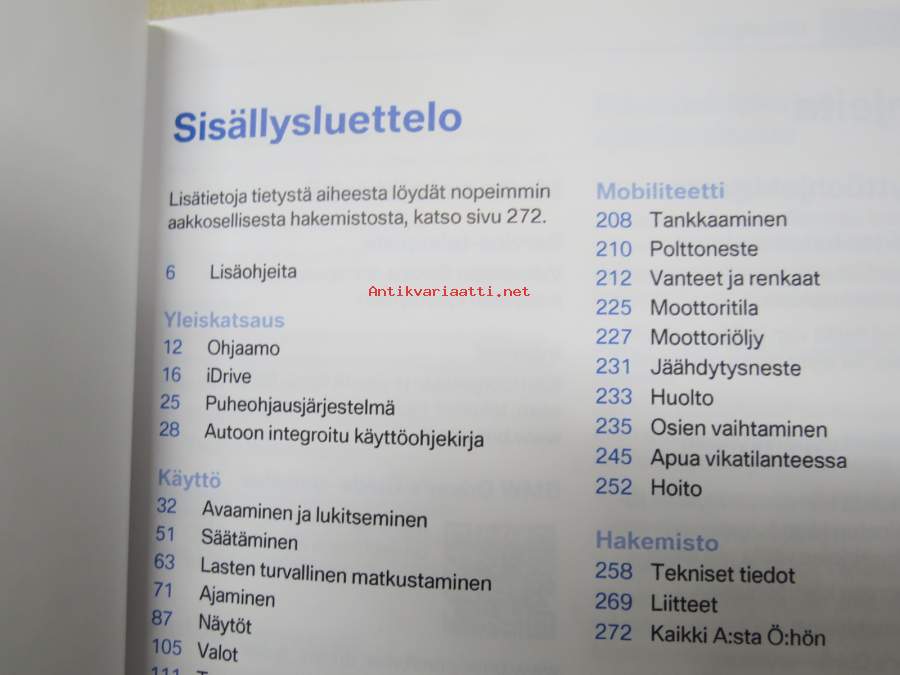 Sisällysluettelo
Lisätietoja tietystä aiheesta löydät nopeimmin
aakkosellisesta hakemistosta, katso sivu 272.
6 Lisäohjeita
Yleiskatsaus
12 Ohjaamo
16 iDrive
25 Puheohjausjärjestelmä
28 Autoon integroitu käyttöohjekirja
Käyttö
32 Avaaminen ja lukitseminen
51 Säätäminen
63 Lasten turvallinen matkustaminen
71 Ajaminen
87 Näytöt
105 Valot
111
Mobiliteetti
208 Tankkaaminen
210 Polttoneste
212 Vanteet ja renkaat
225 Moottoritila
227 Moottoriöljy
231 Jäähdytysneste
233 Huolto
235 Osien vaihtaminen
245 Apua vikatilanteessa
252 Hoito
Hakemisto
258 Tekniset tiedot
269 Liitteet
272 Kaikki A:sta Ö:hön
Antikvariaatti.net